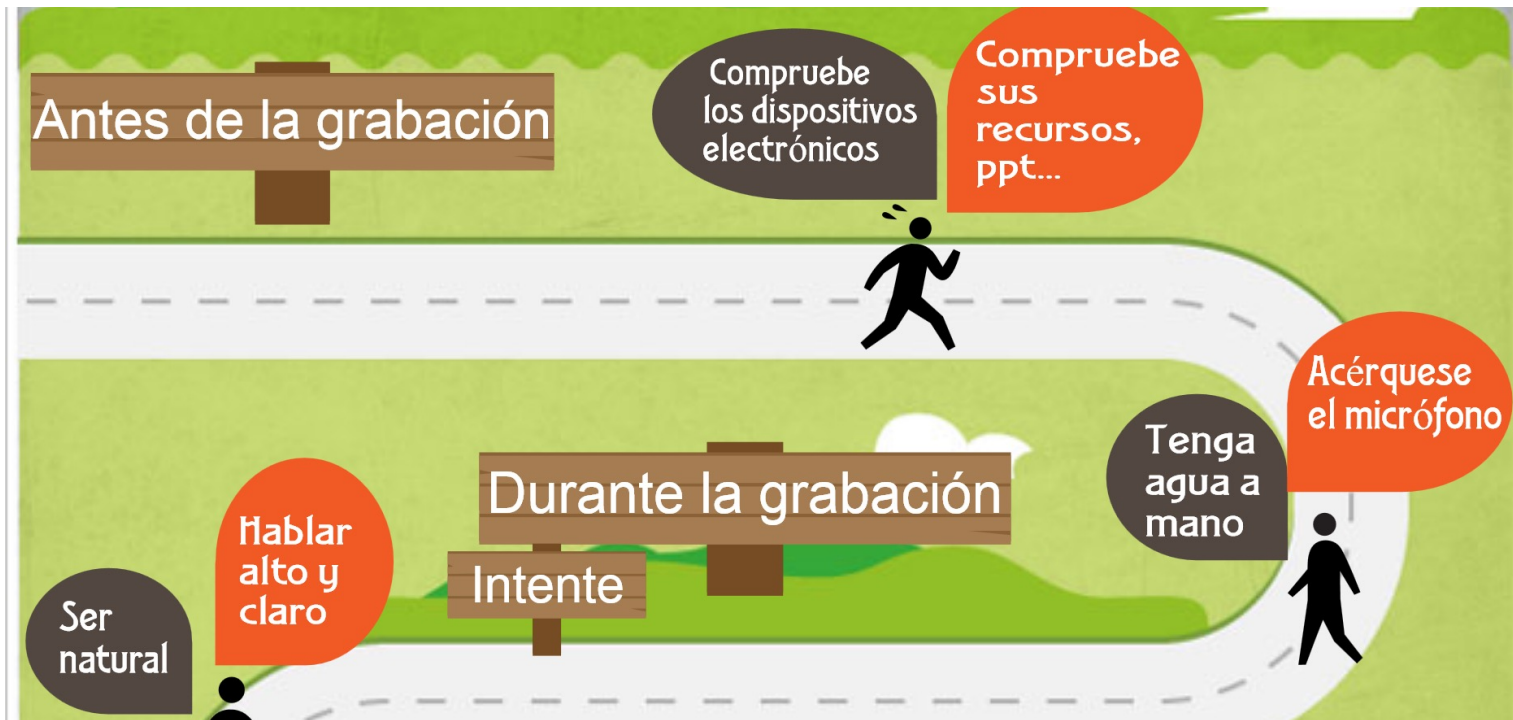 Antes de la grabación
Compruebe
los dispositivos
electrónicos
Compruebe
sus
recursos,
ppt...
Acérquese
el micrófono
Tenga
agua a
mano
Durante la grabación
Intente
Hablar
alto y
claro
Ser
natural